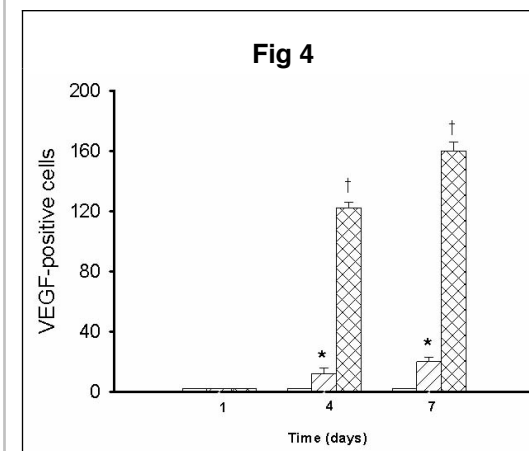 Fig 4
VEGF-positive cells
200
160
120
80
40
0
* †
* †
1 4 7
Time (days)